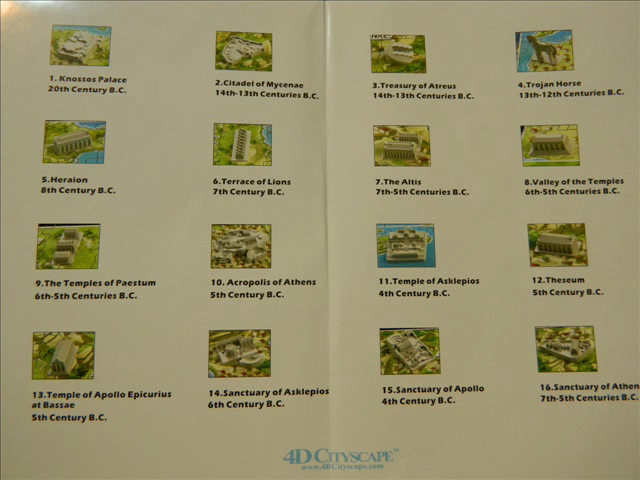 1. Knossos Palace
20th Century B.C.
2.Citadel of Mycenae
14th-13th Centuries B.C.
3.Treasury of Atreus
14th-13th Centuries B.C.
4.Trojan Horse
13th-12th Centuries B.C.
5.Heraion
8th Century B.C.
6.Terrace of Lions
7th Century B.C.
7.The Altis
7th-5th Centuries B.C.
8.Valley of the Temples
6th-5th Centuries B.C.
9.The Temples of Paestum
6th-5th Centuries B.C.
10. Acropolis of Athens
5th Century B.C.
11.Temple of Asklepios
4th Century B.C.
12.Theseum
5th Century B.C.
13.Temple of Apollo Epicurius
at Bassae
5th Century B.C.
14.Sanctuary of Asklepios
6th Century B.C.
15.Sanctuary of Apollo
4th Century B.C.
16.Sanctuary of Athen
7th-5th Centuries B.C.
4D CITYSCAPE™
www.4DCityscape.com